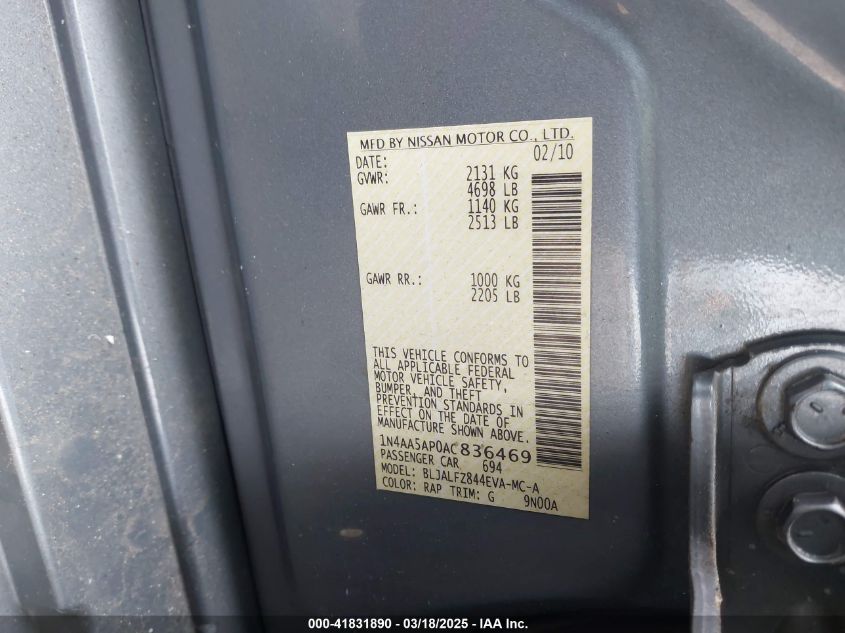 MFD BY NISSAN MOTOR CO., LTD.
DATE: 02/10
GVWR: 2131 KG
4698 LB
GAWR FR.: 1140 KG
2513 LB
GAWR RR.: 1000 KG
2205 LB
THIS VEHICLE CONFORMS TO
ALL APPLICABLE FEDERAL
MOTOR VEHICLE SAFETY,
BUMPER, AND THEFT
PREVENTION STANDARDS IN
EFFECT ON THE DATE OF
MANUFACTURE SHOWN ABOVE.
1N4AA5AP0AC836469
PASSENGER CAR 694
MODEL: BLJALFZ844EVA-MC-A
COLOR: RAP TRIM: G 9N00A
000-41831890 — 03/18/2025 — IAA Inc.